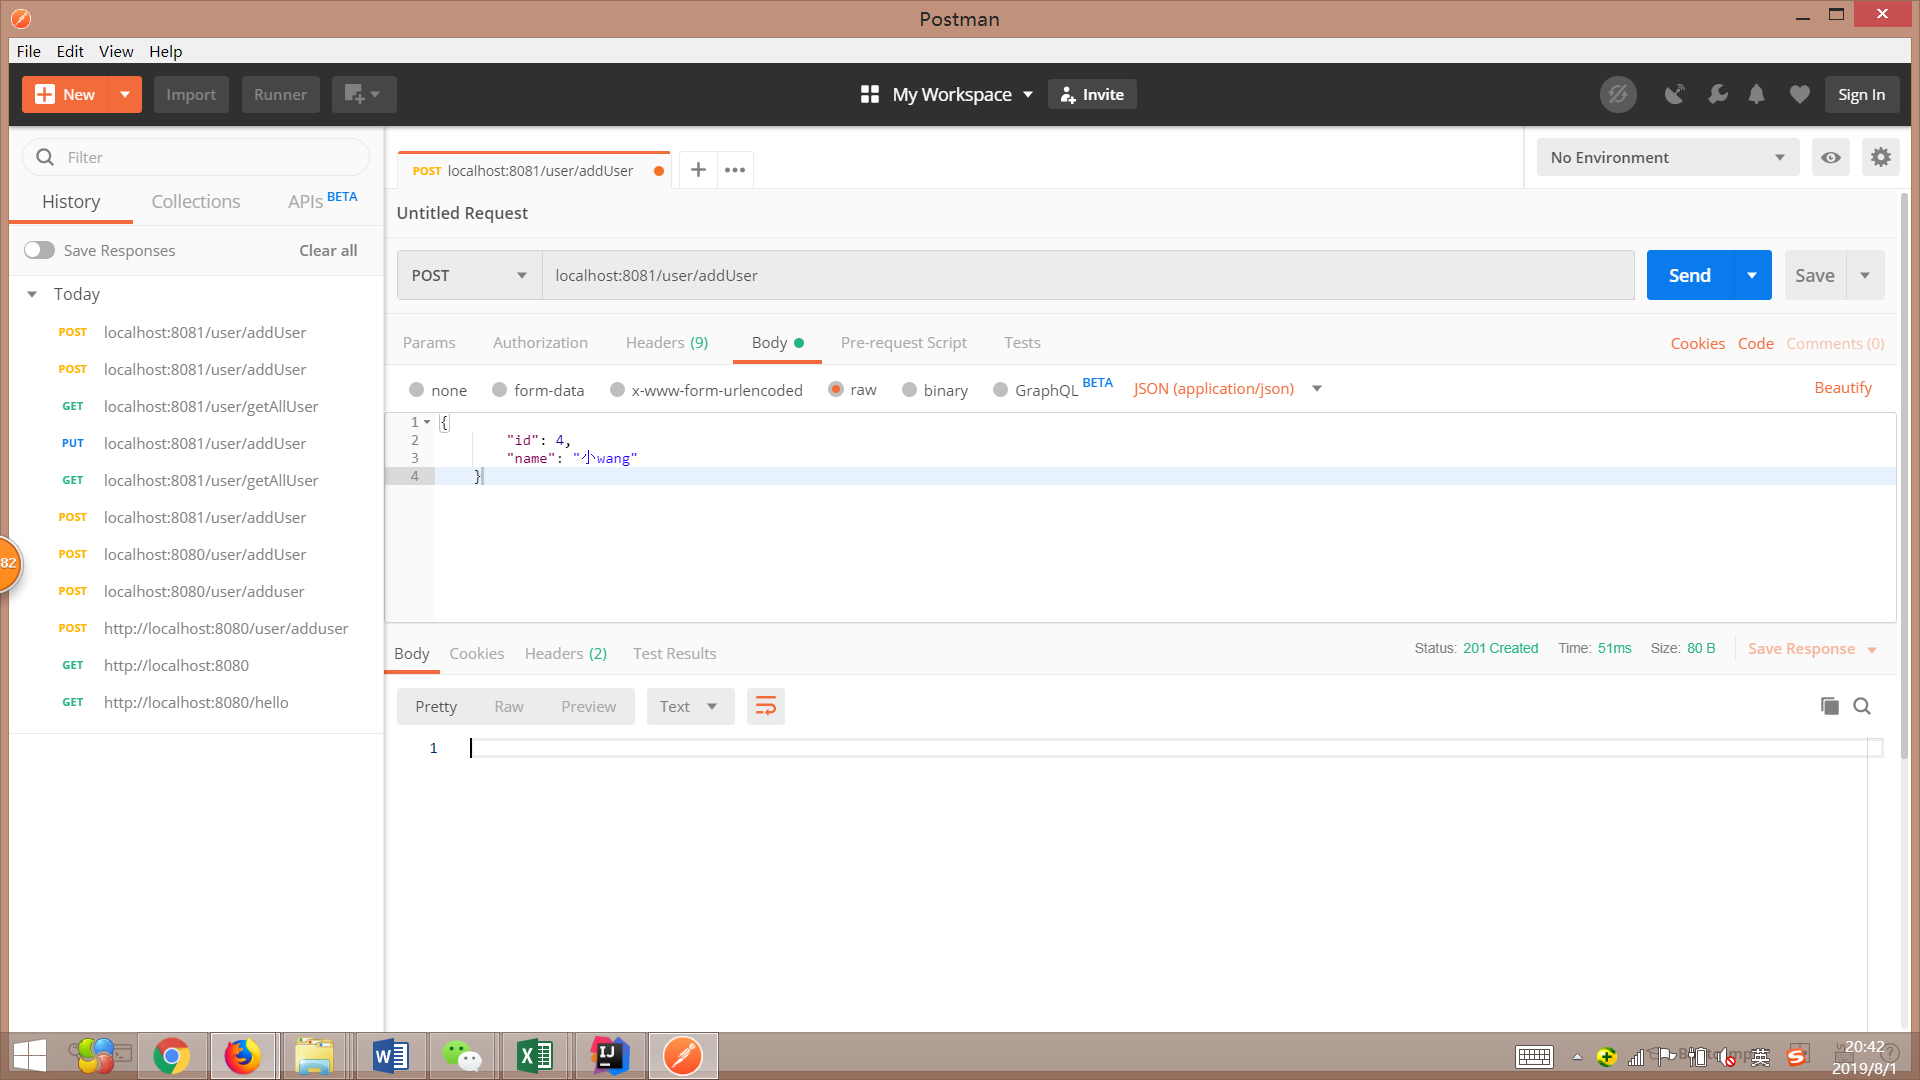 Postman
File Edit View Help
New Import Runner My Workspace Invite Sign In
Filter
History Collections APIs BETA
Save Responses Clear all
Today
POST localhost:8081/user/addUser
POST localhost:8081/user/addUser
GET localhost:8081/user/getAllUser
PUT localhost:8081/user/addUser
GET localhost:8081/user/getAllUser
POST localhost:8081/user/addUser
POST localhost:8080/user/addUser
POST localhost:8080/user/adduser
POST http://localhost:8080/user/adduser
GET http://localhost:8080
GET http://localhost:8080/hello
82
POST localhost:8081/user/addUser
No Environment
Untitled Request
POST localhost:8081/user/addUser Send Save
Params Authorization Headers (9) Body Pre-request Script Tests Cookies Code Comments (0)
none form-data x-www-form-urlencoded raw binary GraphQL BETA JSON (application/json) Beautify
1 {
2 "id": 4,
3 "name": "小wang"
4 }
Body Cookies Headers (2) Test Results Status: 201 Created Time: 51ms Size: 80 B Save Response
Pretty Raw Preview Text
1
英
20:42
2019/8/1